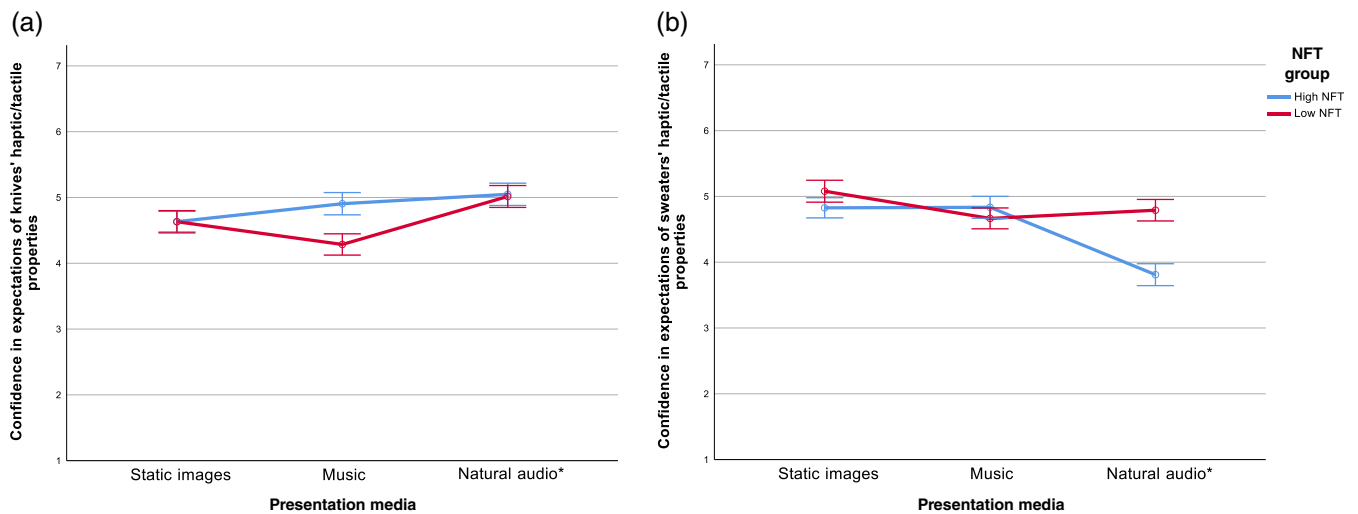 (a)
Confidence in expectations of knives' haptic/tactile
properties
7
6
5
4
3
2
1
Static images
Music
Natural audio*
Presentation media
(b)
Confidence in expectations of sweaters' haptic/tactile
properties
7
6
5
4
3
2
1
Static images
Music
Natural audio*
Presentation media
NFT
group
High NFT
Low NFT